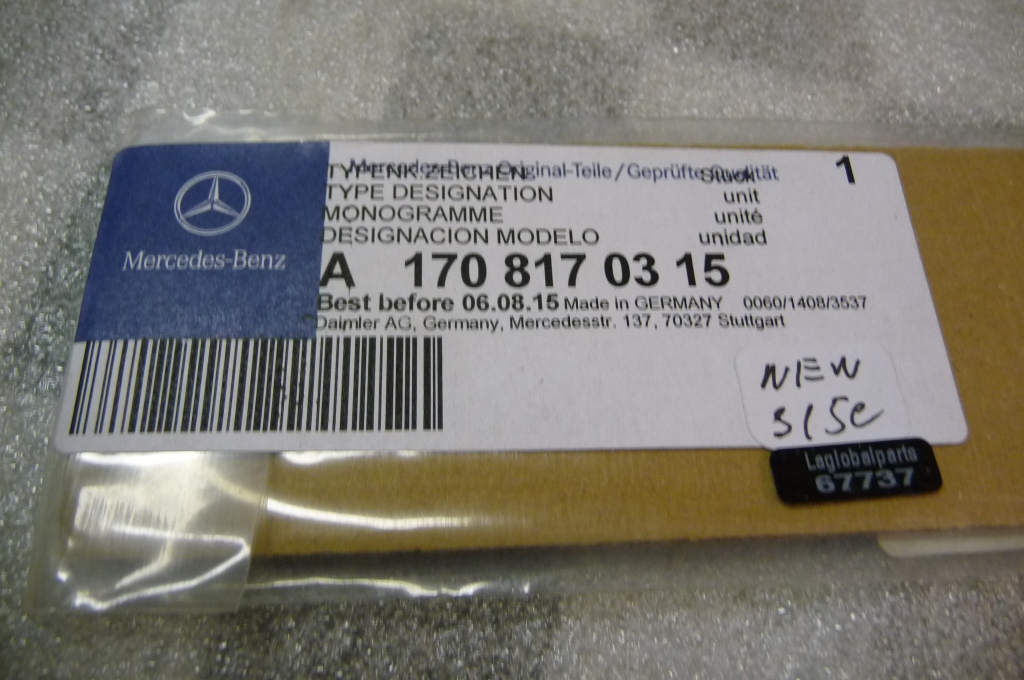 Mercedes-Benz Original-Teile/Geprüfte Qualität
TYPENKZEICHEN Stück 1
TYPE DESIGNATION unit
MONOGRAMME unité
DESIGNACION MODELO unidad
Mercedes-Benz
A 170 817 03 15
Best before 06.08.15 Made in GERMANY 0060/1408/3537
Daimler AG, Germany, Mercedesstr. 137, 70327 Stuttgart
NEW
315c
Laglobalparts
67737